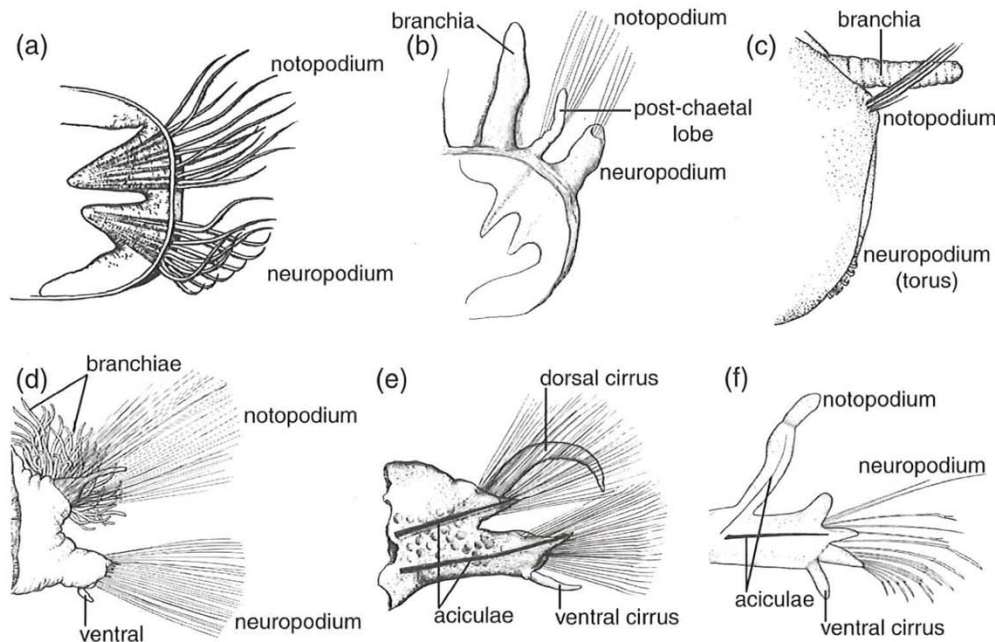 (a)
notopodium
neuropodium
(b)
branchia
notopodium
post-chaetal
lobe
neuropodium
(c)
branchia
notopodium
neuropodium
(torus)
(d)
branchiae
notopodium
ventral
neuropodium
(e)
dorsal cirrus
aciculae
ventral cirrus
(f)
notopodium
neuropodium
aciculae
ventral cirrus